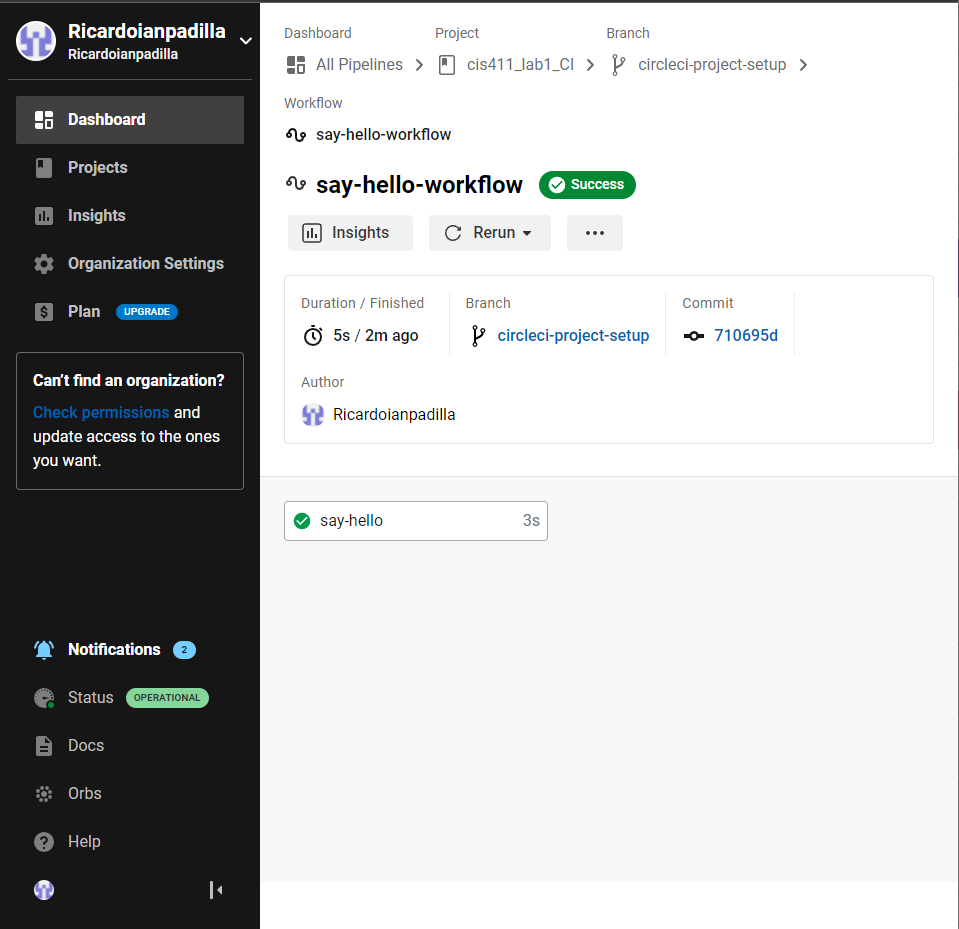 Ricardoianpadilla
Ricardoianpadilla
Dashboard
Projects
Insights
Organization Settings
Plan UPGRADE
Can't find an organization?
Check permissions and
update access to the ones
you want.
Notifications 2
Status OPERATIONAL
Docs
Orbs
Help
Dashboard Project Branch
All Pipelines cis411_lab1_CI circleci-project-setup
Workflow
say-hello-workflow
say-hello-workflow Success
Insights Rerun
Duration / Finished Branch Commit
5s / 2m ago circleci-project-setup 710695d
Author
Ricardoianpadilla
say-hello 3s